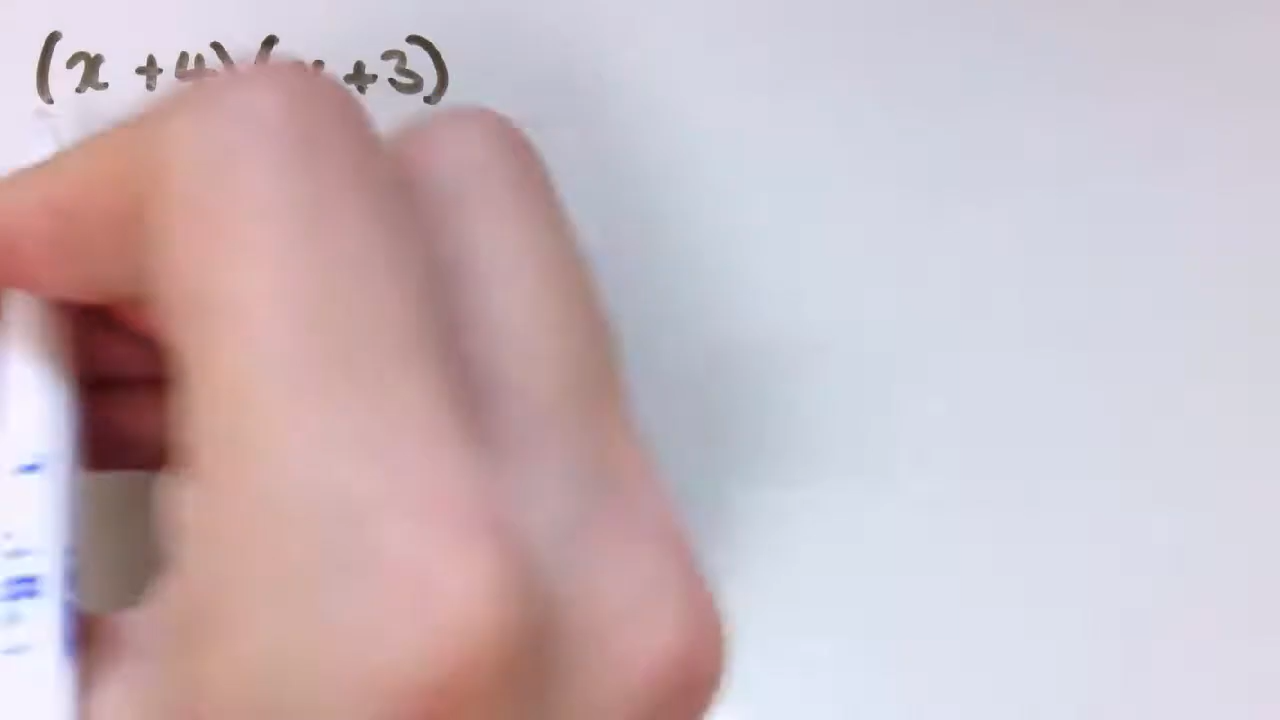 (x +4)( +3)